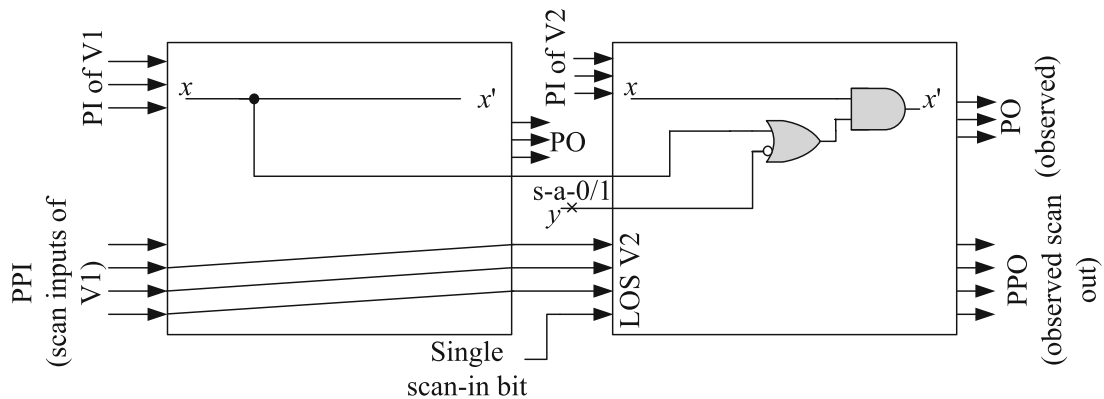 PI of V1
x
x'
PO
PI of V2
x
x'
PO
(observed)
s-a-0/1
y
PPI
(scan inputs of
V1)
LOS V2
PPO
(observed scan
out)
Single
scan-in bit